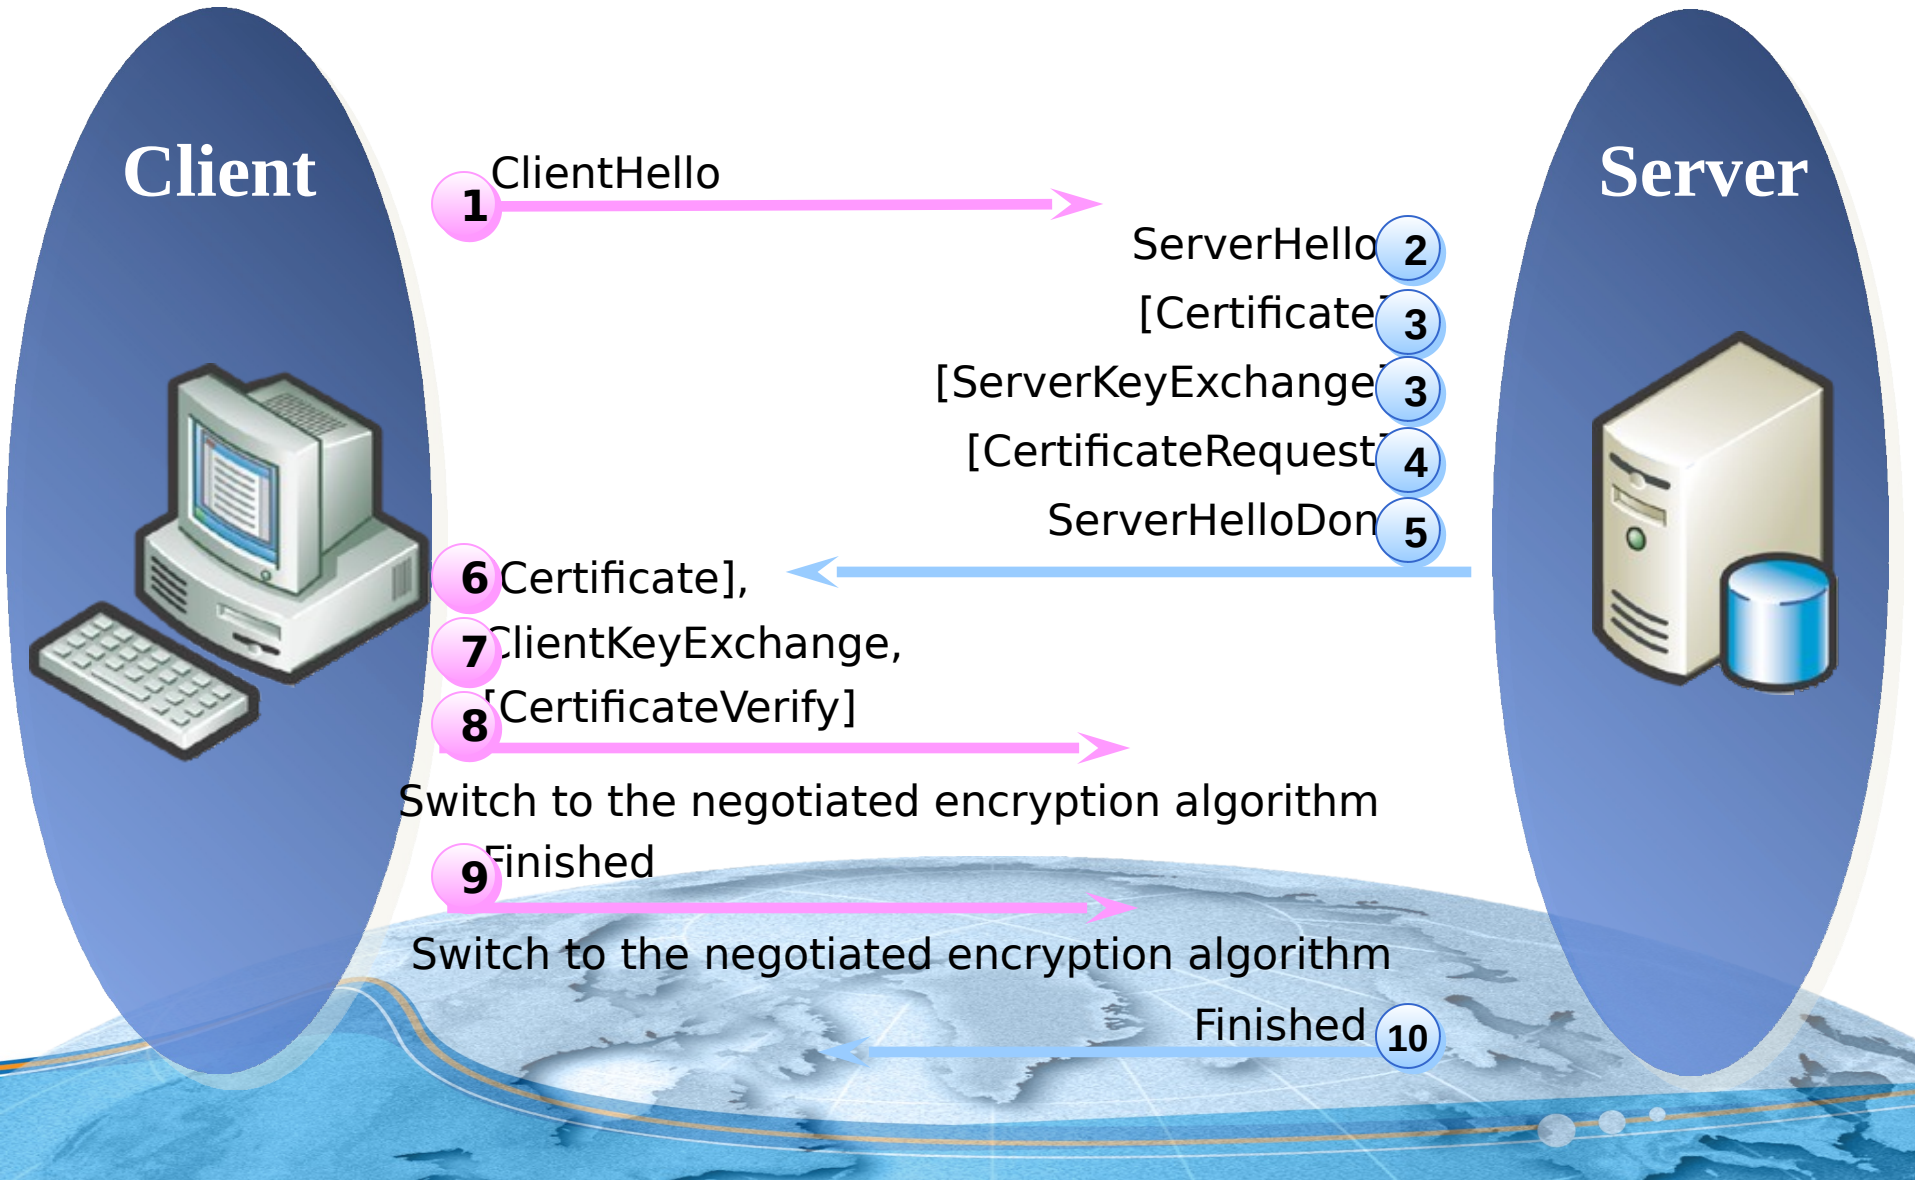 Client
Server
1 ClientHello
ServerHello 2
[Certificate] 3
[ServerKeyExchange] 3
[CertificateRequest] 4
ServerHelloDon 5
6 Certificate],
7 ClientKeyExchange,
8 [CertificateVerify]
Switch to the negotiated encryption algorithm
9 Finished
Switch to the negotiated encryption algorithm
Finished 10